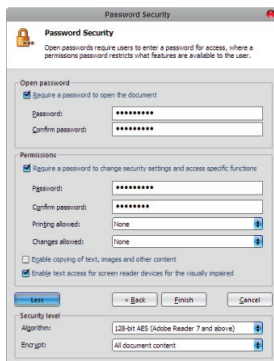 Password Security
Password Security
Open passwords require users to enter a password for access, where a
permissions password restricts what features are available to the user.
Open password
Require a password to open the document
Password: •••••••••
Confirm password: •••••••••
Permissions
Require a password to change security settings and access specific functions
Password: •••••••••
Confirm password: •••••••••
Printing allowed: None
Changes allowed: None
Enable copying of text, images and other content
Enable text access for screen reader devices for the visually impaired
Less < Back Finish Cancel
Security level
Algorithm: 128-bit AES (Adobe Reader 7 and above)
Encrypt: All document content